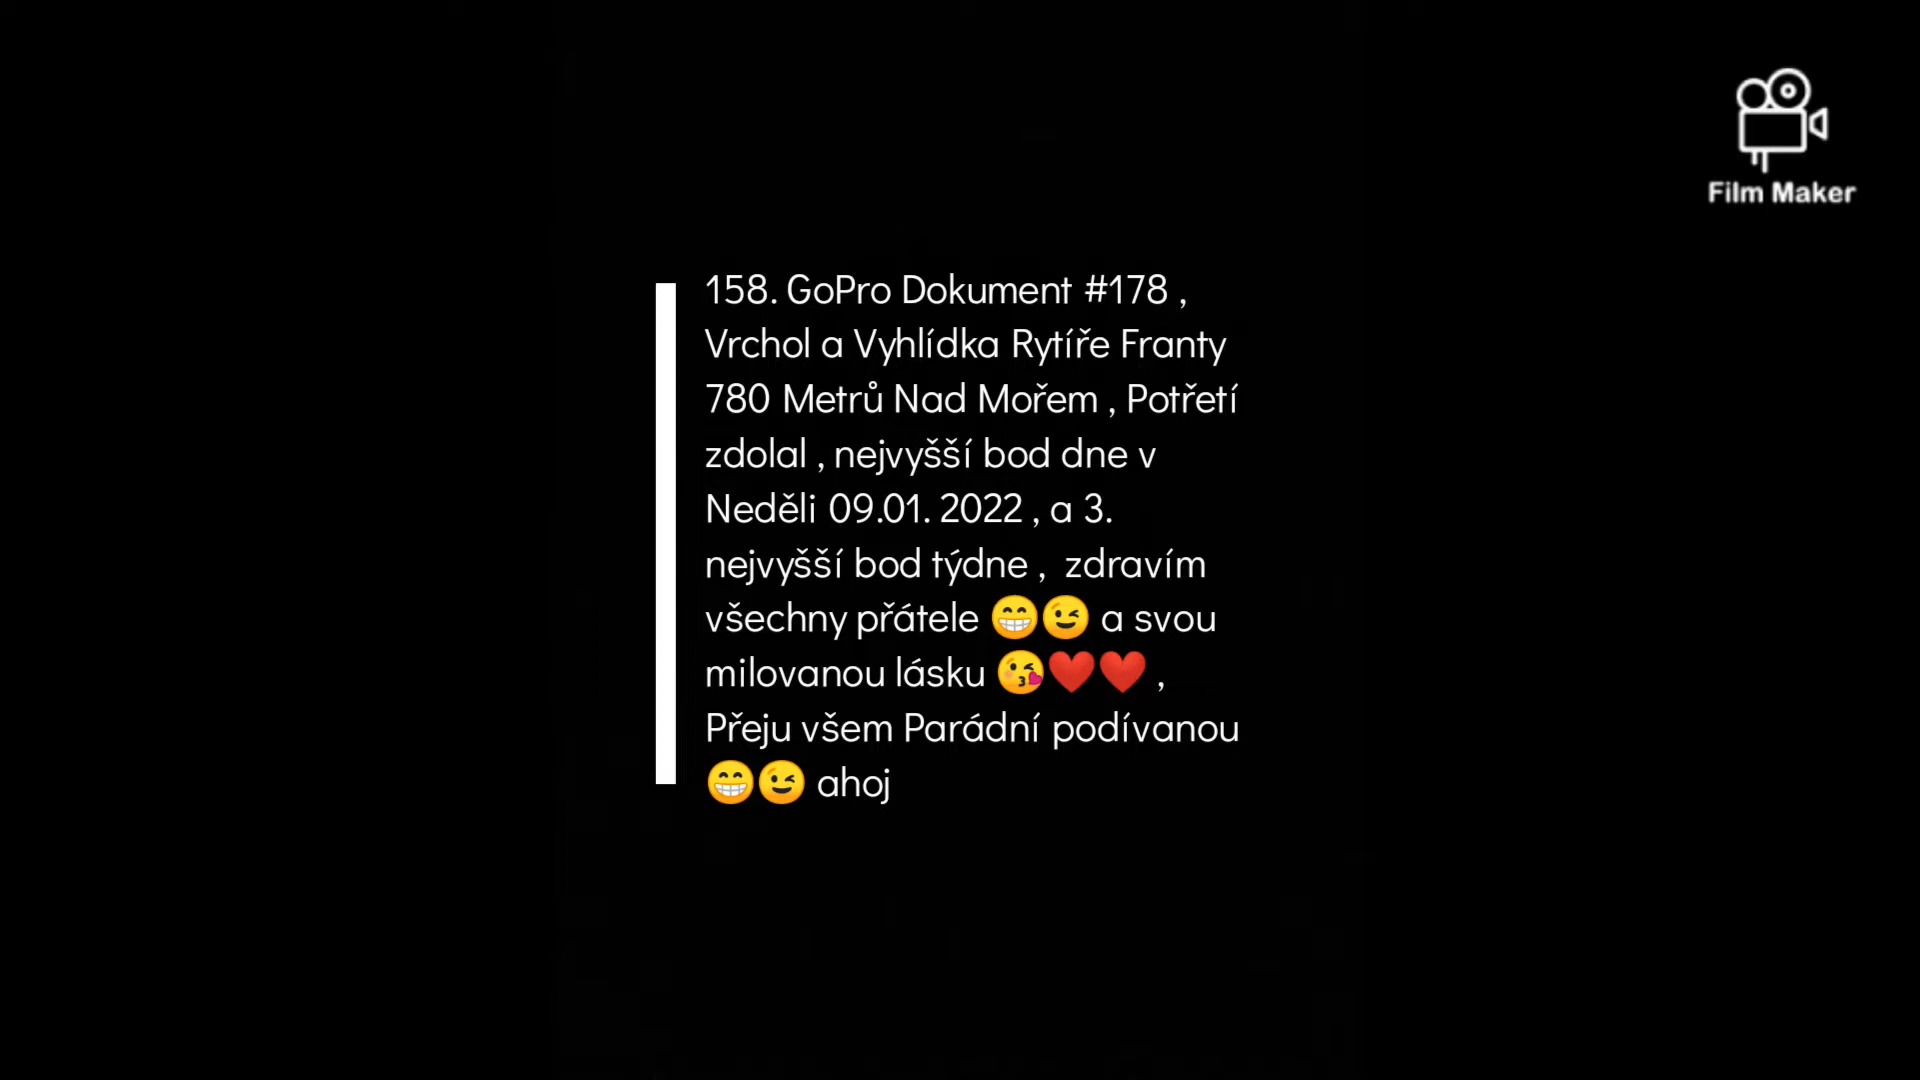 Film Maker
158. GoPro Dokument #178 ,
Vrchol a Vyhlídka Rytíře Franty
780 Metrů Nad Mořem , Potřetí
zdolal , nejvyšší bod dne v
Neděli 09.01. 2022 , a 3.
nejvyšší bod týdne ,  zdravím
všechny přátele 😁😉 a svou
milovanou lásku 😘❤️❤️ ,
Přeju všem Parádní podívanou
😁😉 ahoj